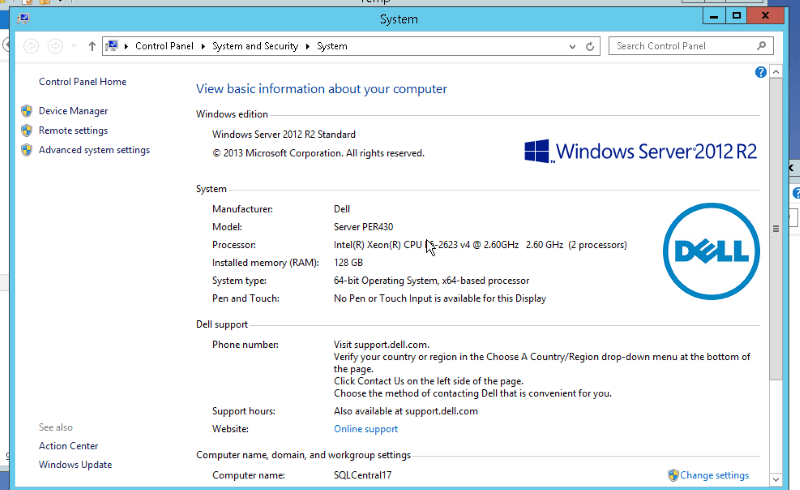 System
Control Panel System and Security System
Search Control Panel
Control Panel Home
Device Manager
Remote settings
Advanced system settings
View basic information about your computer
Windows edition
Windows Server 2012 R2 Standard
© 2013 Microsoft Corporation. All rights reserved.
Windows Server 2012 R2
System
Manufacturer: Dell
Model: Server PER430
Processor: Intel(R) Xeon(R) CPU -2623 v4 @ 2.60GHz 2.60 GHz (2 processors)
Installed memory (RAM): 128 GB
System type: 64-bit Operating System, x64-based processor
Pen and Touch: No Pen or Touch Input is available for this Display
DELL
Dell support
Phone number: Visit support.dell.com.
Verify your country or region in the Choose A Country/Region drop-down menu at the bottom of
the page.
Click Contact Us on the left side of the page.
Choose the method of contacting Dell that is convenient for you.
Support hours: Also available at support.dell.com
Website: Online support
See also
Action Center
Windows Update
Computer name, domain, and workgroup settings
Computer name: SQLCentral17
Change settings